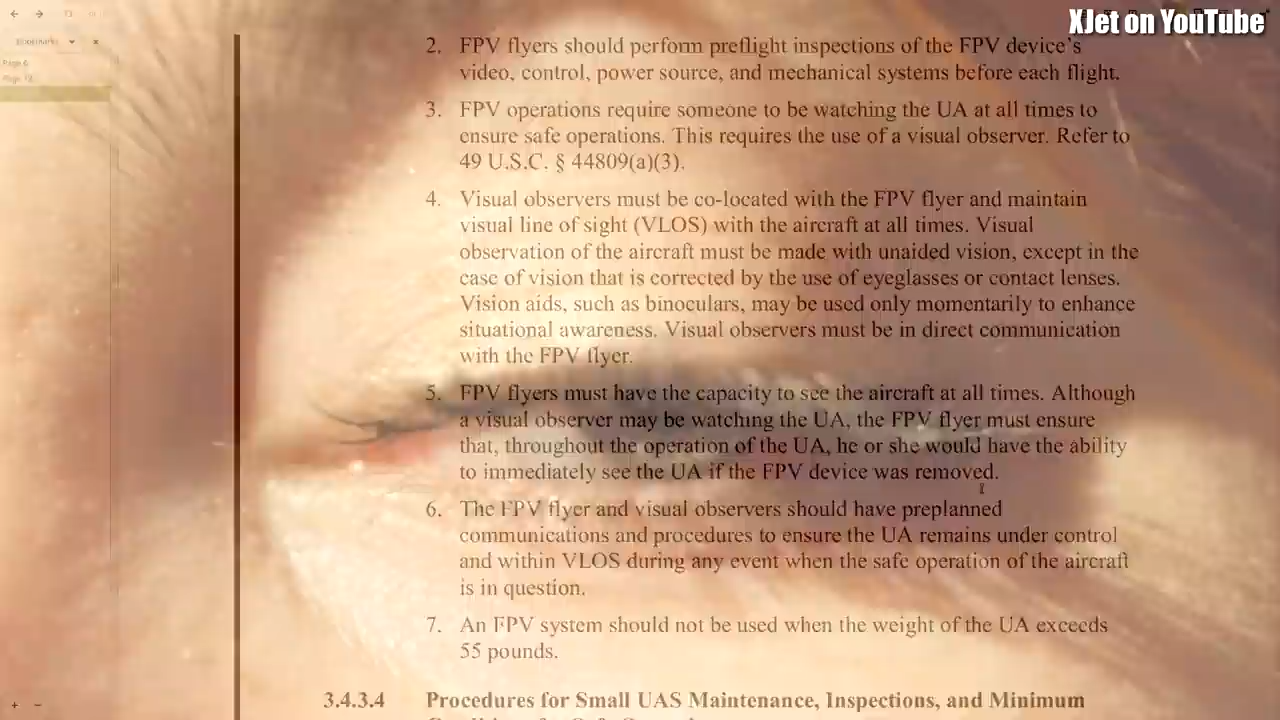 XJet on YouTube
Bookmarks
2. FPV flyers should perform preflight inspections of the FPV device's
video, control, power source, and mechanical systems before each flight.
3. FPV operations require someone to be watching the UA at all times to
ensure safe operations. This requires the use of a visual observer. Refer to
49 U.S.C. § 44809(a)(3).
4. Visual observers must be co-located with the FPV flyer and maintain
visual line of sight (VLOS) with the aircraft at all times. Visual
observation of the aircraft must be made with unaided vision, except in the
case of vision that is corrected by the use of eyeglasses or contact lenses.
Vision aids, such as binoculars, may be used only momentarily to enhance
situational awareness. Visual observers must be in direct communication
with the FPV flyer.
5. FPV flyers must have the capacity to see the aircraft at all times. Although
a visual observer may be watching the UA, the FPV flyer must ensure
that, throughout the operation of the UA, he or she would have the ability
to immediately see the UA if the FPV device was removed.
6. The FPV flyer and visual observers should have preplanned
communications and procedures to ensure the UA remains under control
and within VLOS during any event when the safe operation of the aircraft
is in question.
7. An FPV system should not be used when the weight of the UA exceeds
55 pounds.
3.4.3.4 Procedures for Small UAS Maintenance, Inspections, and Minimum